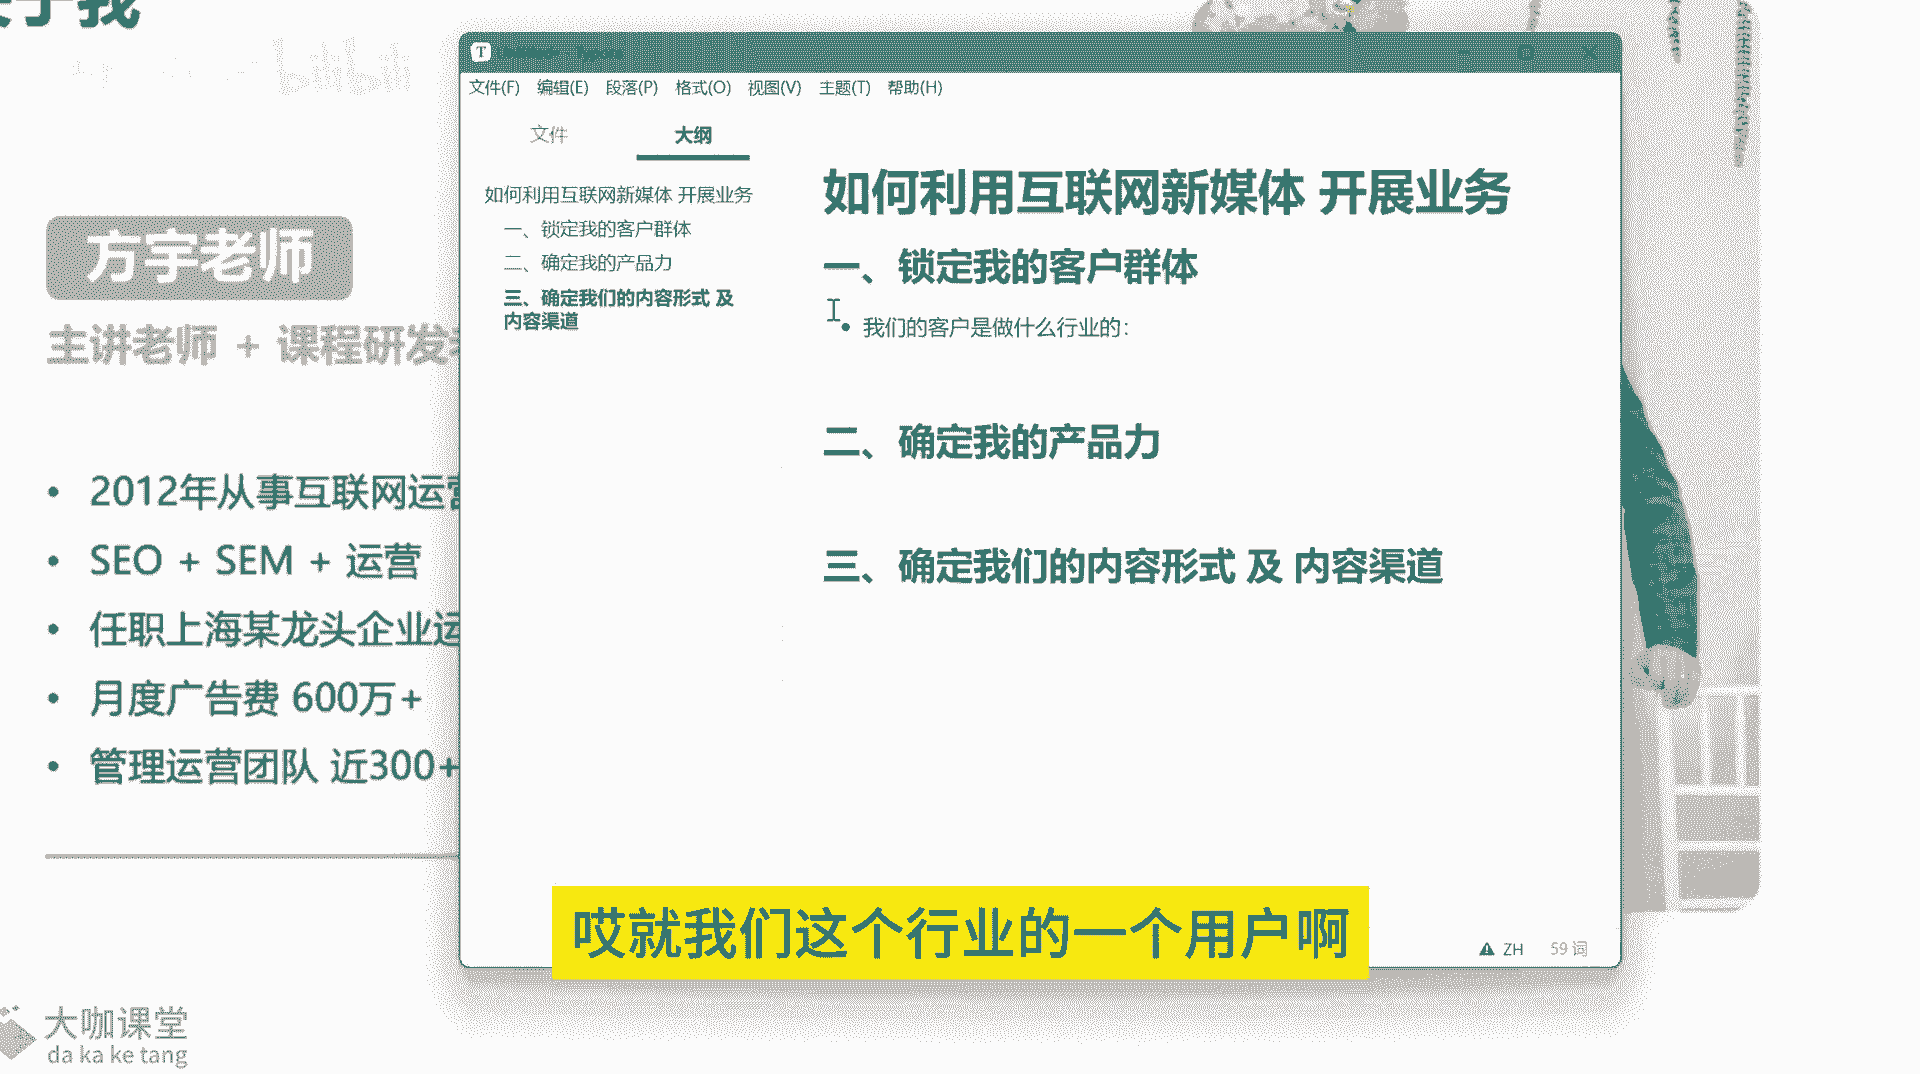 于我
bilibili
方宇老师
主讲老师 + 课程研发
2012年从事互联网运营
SEO + SEM + 运营
任职上海某龙头企业运
月度广告费 600万+
管理运营团队 近300+
大咖课堂
da ka ke tang
T
文件(F) 编辑(E) 段落(P) 格式(O) 视图(V) 主题(T) 帮助(H)
文件 大纲
如何利用互联网新媒体 开展业务
一、锁定我的客户群体
二、确定我的产品力
三、确定我们的内容形式 及
内容渠道
如何利用互联网新媒体 开展业务
一、锁定我的客户群体
我们的客户是做什么行业的：
二、确定我的产品力
三、确定我们的内容形式 及 内容渠道
ZH 59 词
哎就我们这个行业的一个用户啊